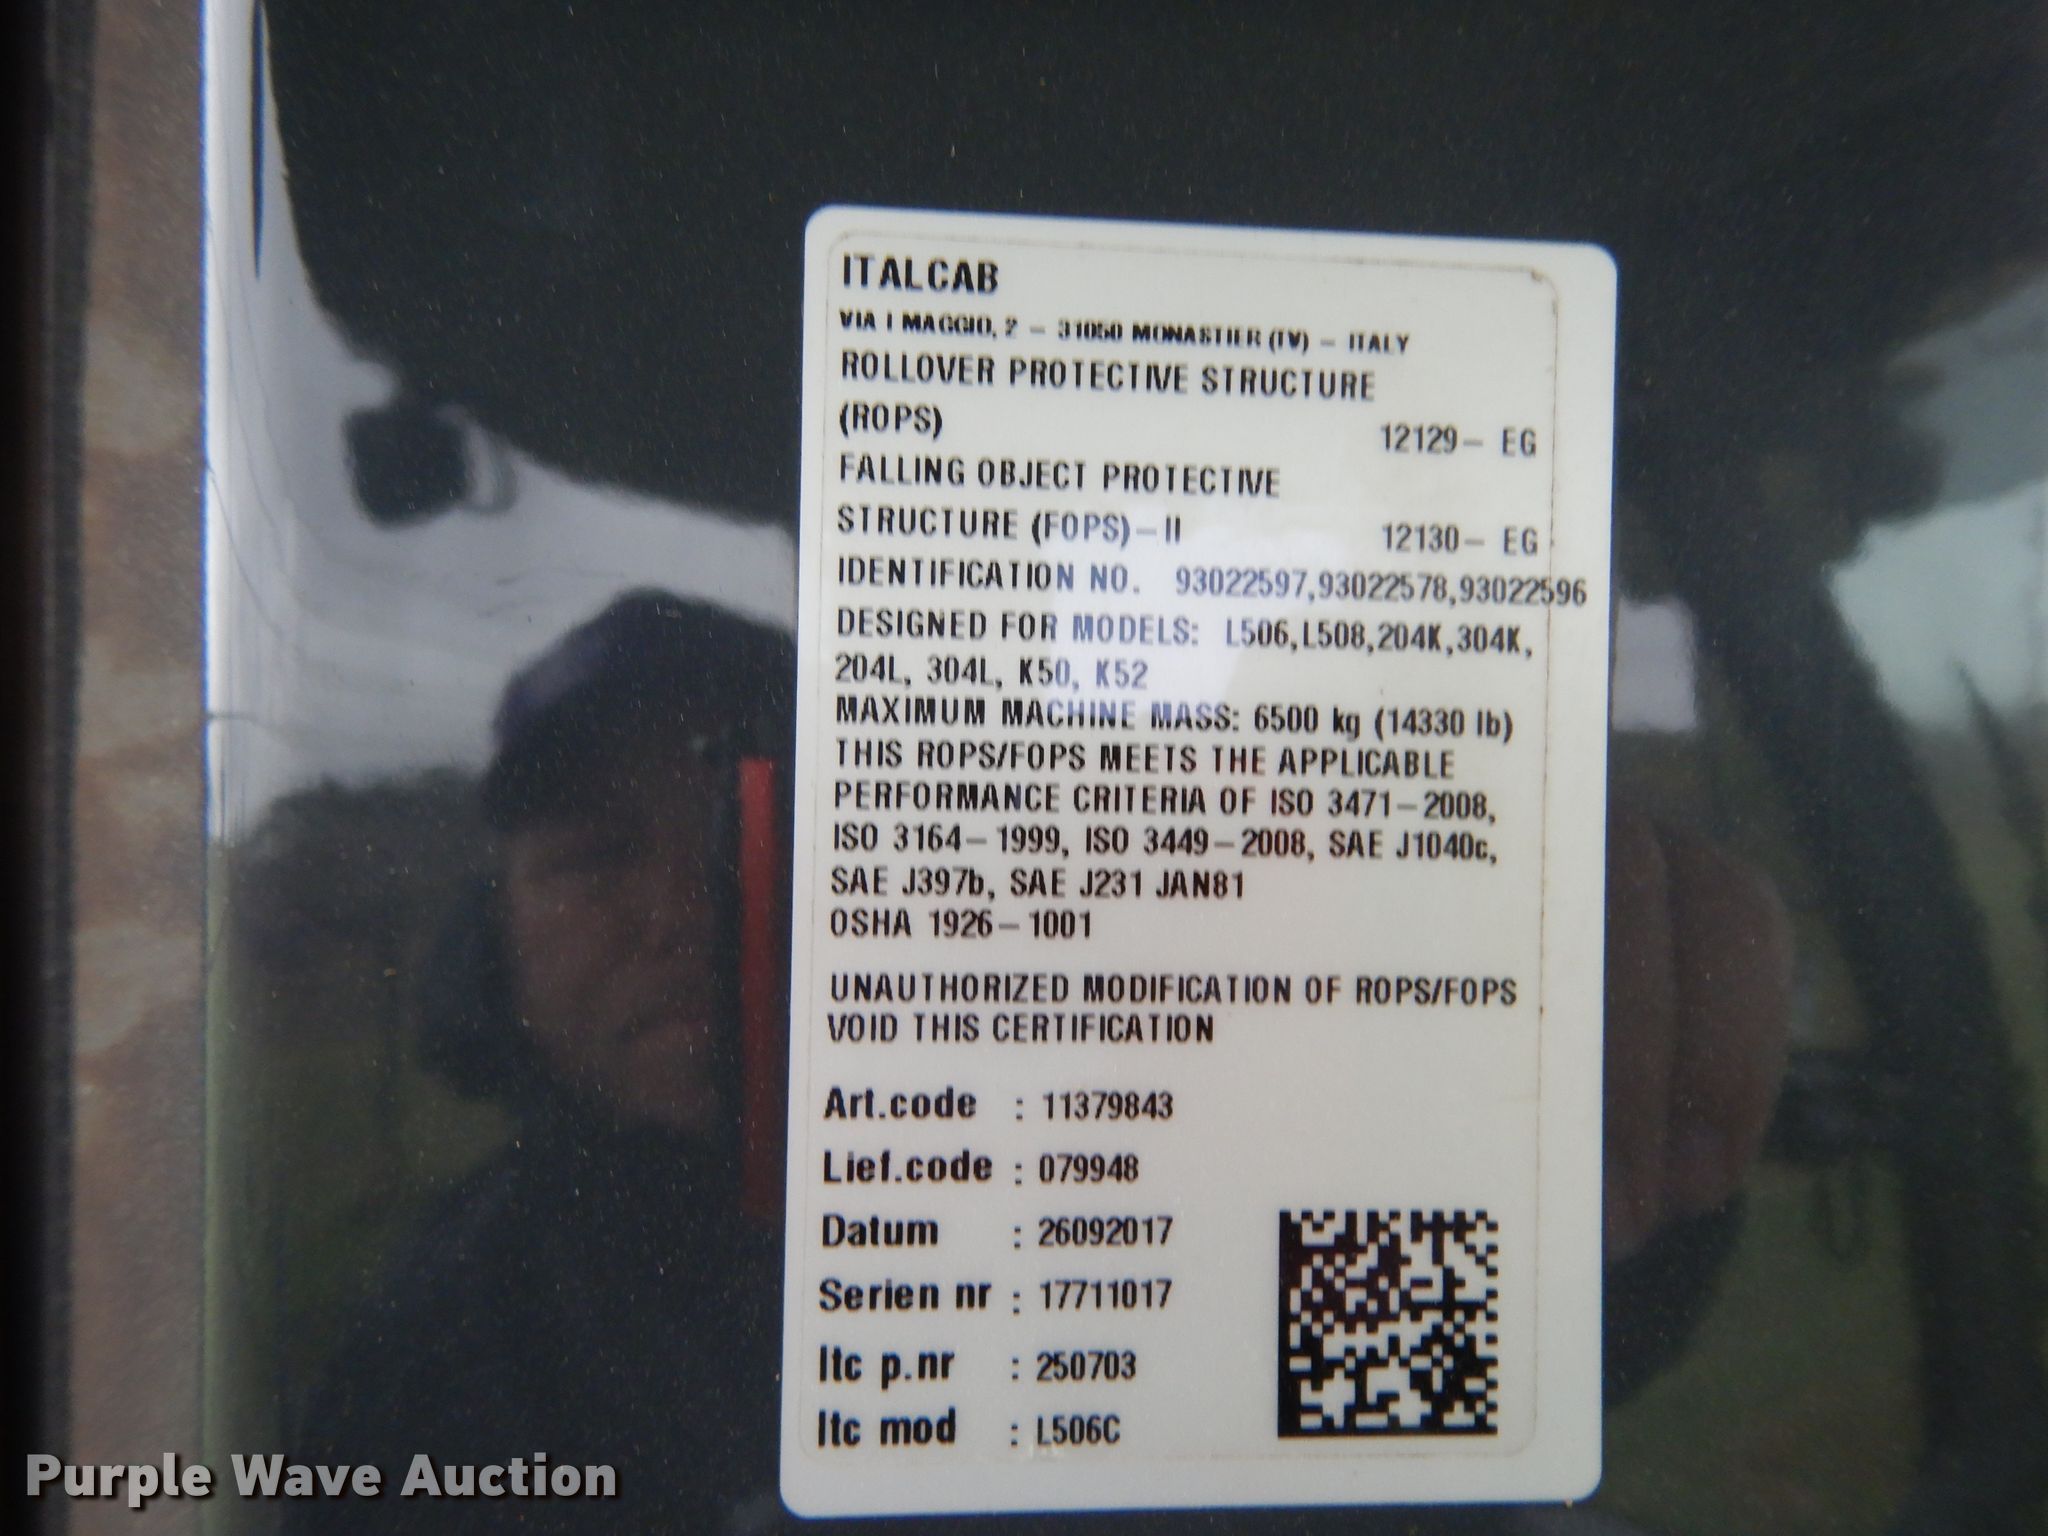 ITALCAB
VIA I MAGGIO, 2 – 31050 MONASTIER (TV) – ITALY
ROLLOVER PROTECTIVE STRUCTURE
(ROPS) 12129– EG
FALLING OBJECT PROTECTIVE
STRUCTURE (FOPS)–II 12130– EG
IDENTIFICATION NO. 93022597,93022578,93022596
DESIGNED FOR MODELS: L506,L508,204K,304K,
204L, 304L, K50, K52
MAXIMUM MACHINE MASS: 6500 kg (14330 lb)
THIS ROPS/FOPS MEETS THE APPLICABLE
PERFORMANCE CRITERIA OF ISO 3471–2008,
ISO 3164–1999, ISO 3449–2008, SAE J1040c,
SAE J397b, SAE J231 JAN81
OSHA 1926–1001
UNAUTHORIZED MODIFICATION OF ROPS/FOPS
VOID THIS CERTIFICATION
Art.code : 11379843
Lief.code : 079948
Datum : 26092017
Serien nr : 17711017
Itc p.nr : 250703
Itc mod : L506C
Purple Wave Auction